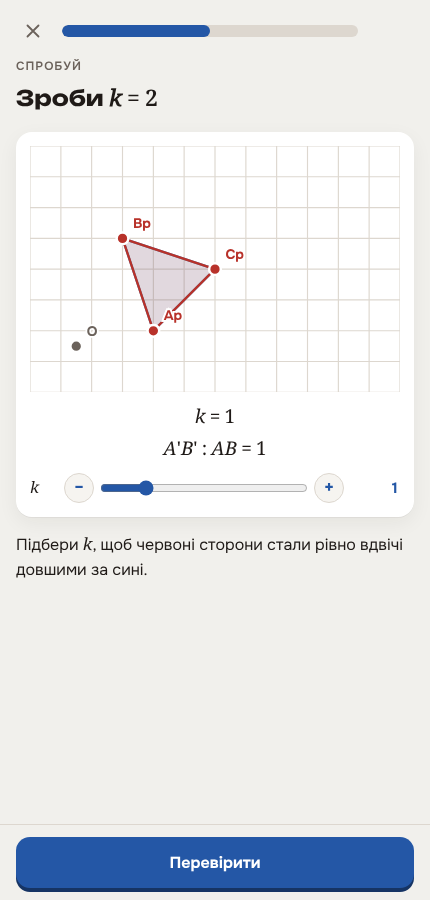 СПРОБУЙ
Зроби k = 2
Bp
Cp
Ap
O
k = 1
A'B' : AB = 1
k − + 1
Підбери k, щоб червоні сторони стали рівно вдвічі
довшими за сині.
Перевірити